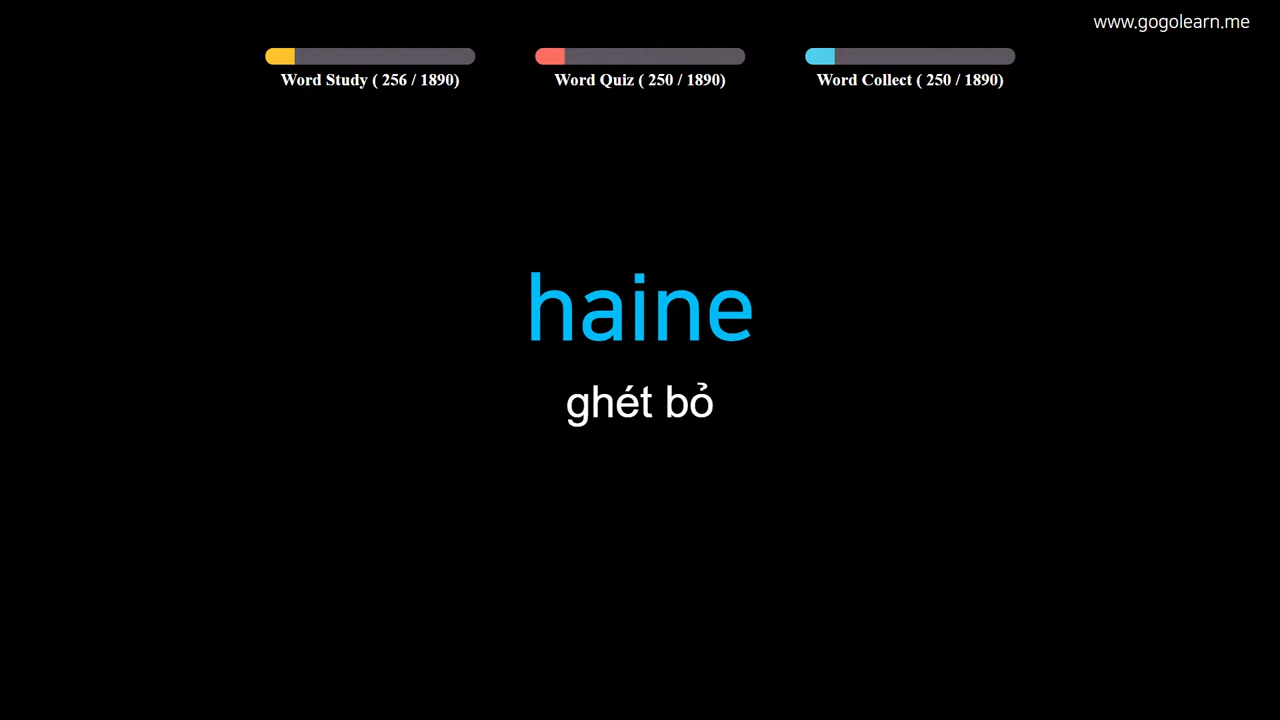 www.gogolearn.me
Word Study ( 256 / 1890)
Word Quiz ( 250 / 1890)
Word Collect ( 250 / 1890)
haine
ghét bỏ